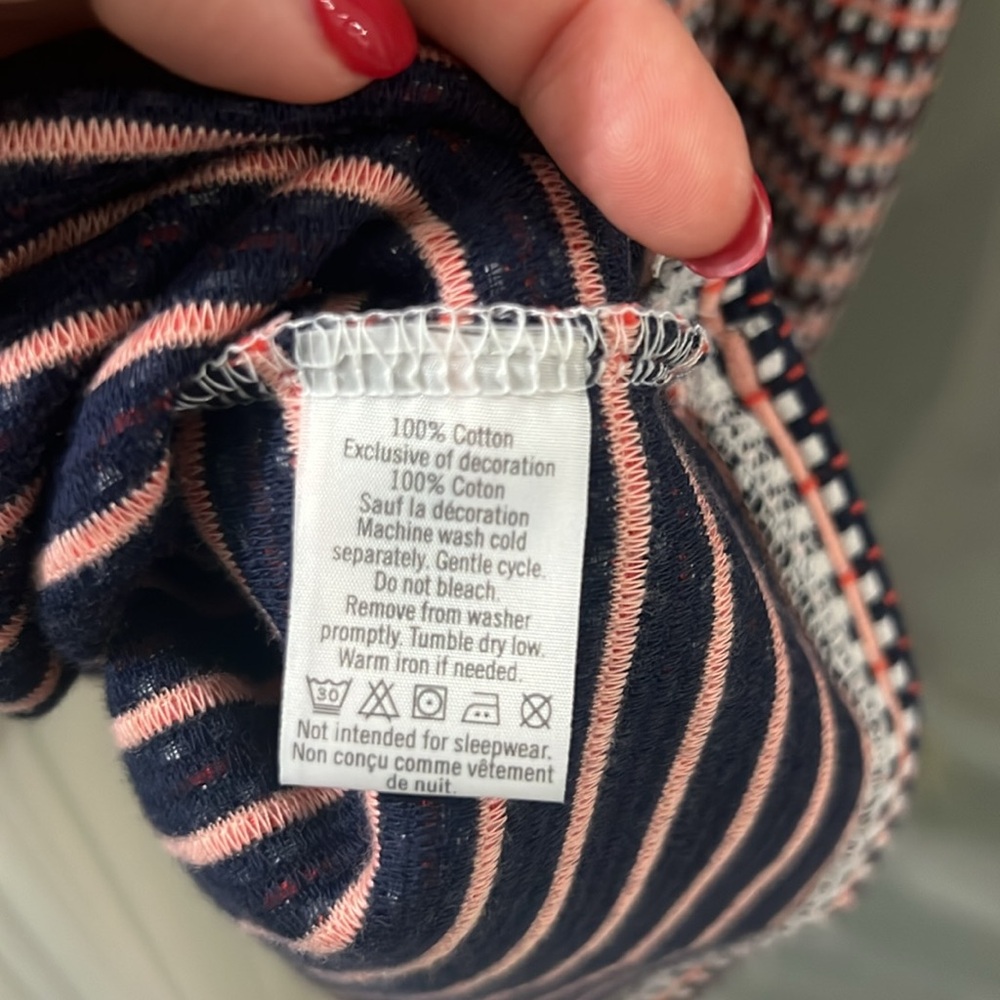 100% Cotton
Exclusive of decoration
100% Coton
Sauf la décoration
Machine wash cold
separately. Gentle cycle.
Do not bleach.
Remove from washer
promptly. Tumble dry low.
Warm iron if needed.
30
Not intended for sleepwear.
Non conçu comme vêtement
de nuit.